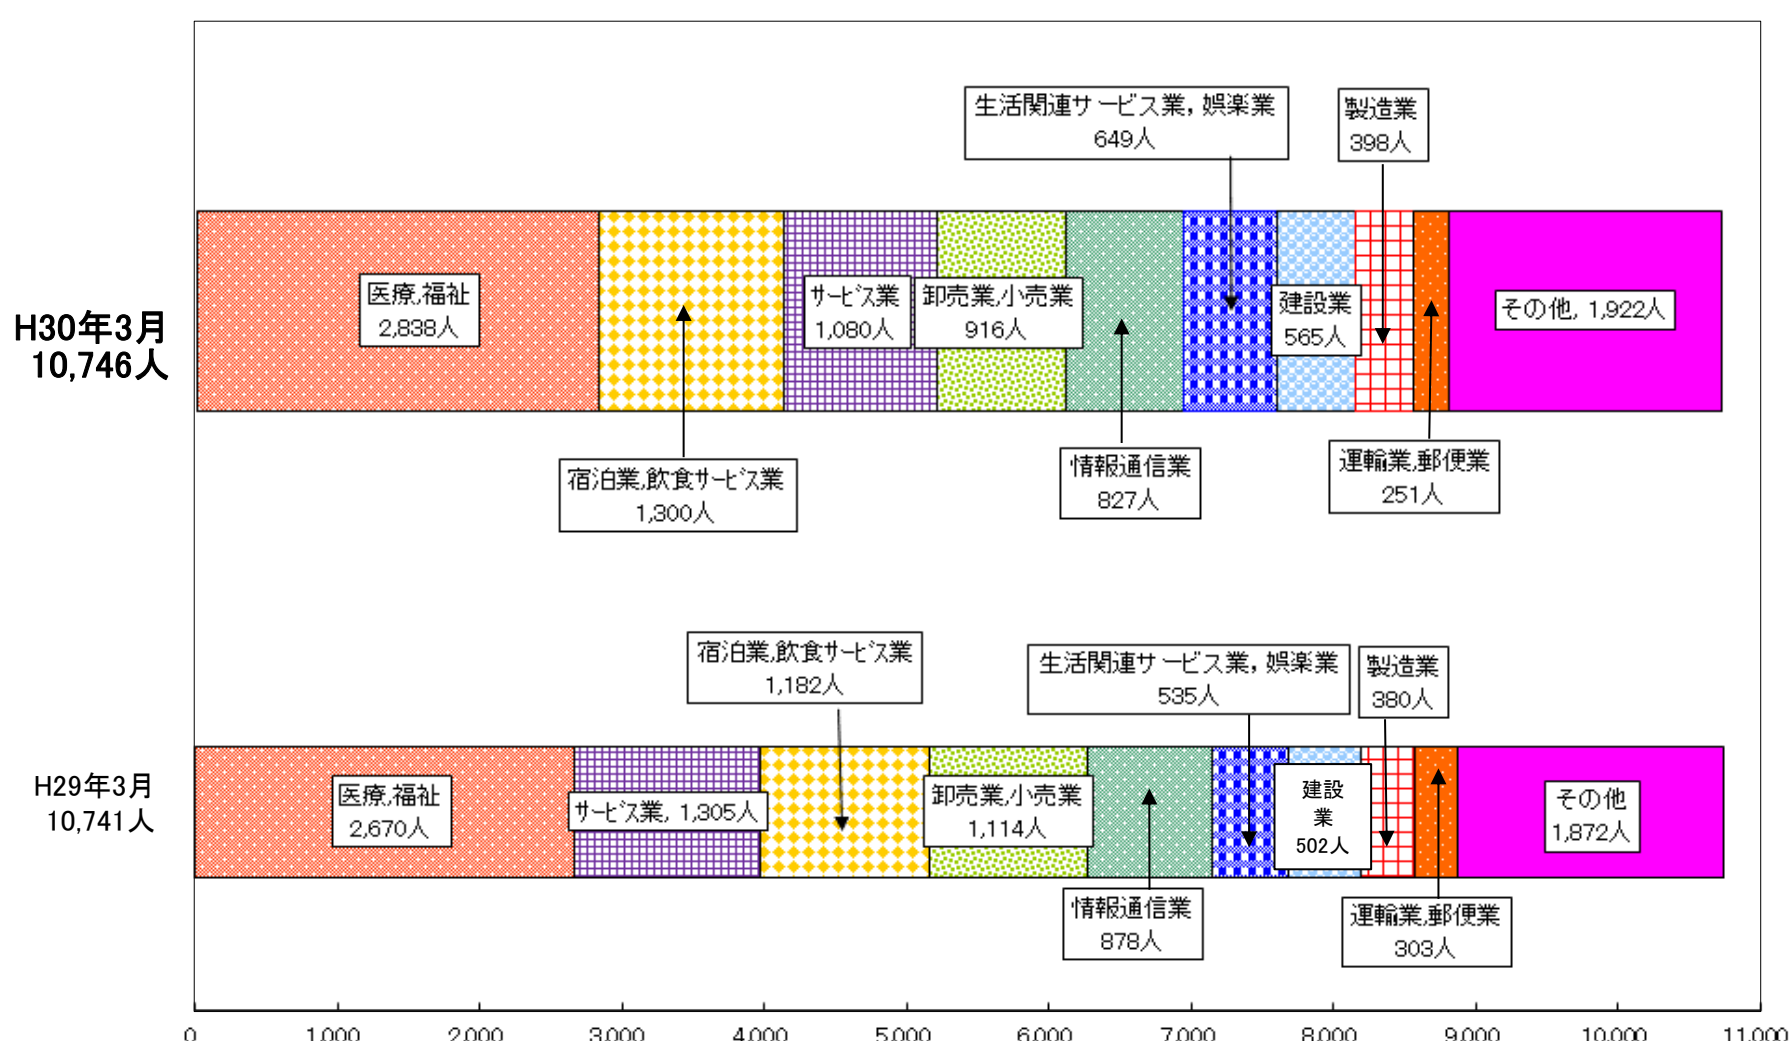 生活関連サービス業，娯楽業
649人
製造業
398人
医療,福祉
2,838人
サービス業
1,080人
卸売業,小売業
916人
建設業
565人
その他, 1,922人
H30年3月
10,746人
宿泊業,飲食サービス業
1,300人
情報通信業
827人
運輸業,郵便業
251人
宿泊業,飲食サービス業
1,182人
生活関連サービス業，娯楽業
535人
製造業
380人
H29年3月
10,741人
医療,福祉
2,670人
サービス業, 1,305人
卸売業,小売業
1,114人
建設
業
502人
その他
1,872人
情報通信業
878人
運輸業,郵便業
303人
0 1,000 2,000 3,000 4,000 5,000 6,000 7,000 8,000 9,000 10,000 11,000